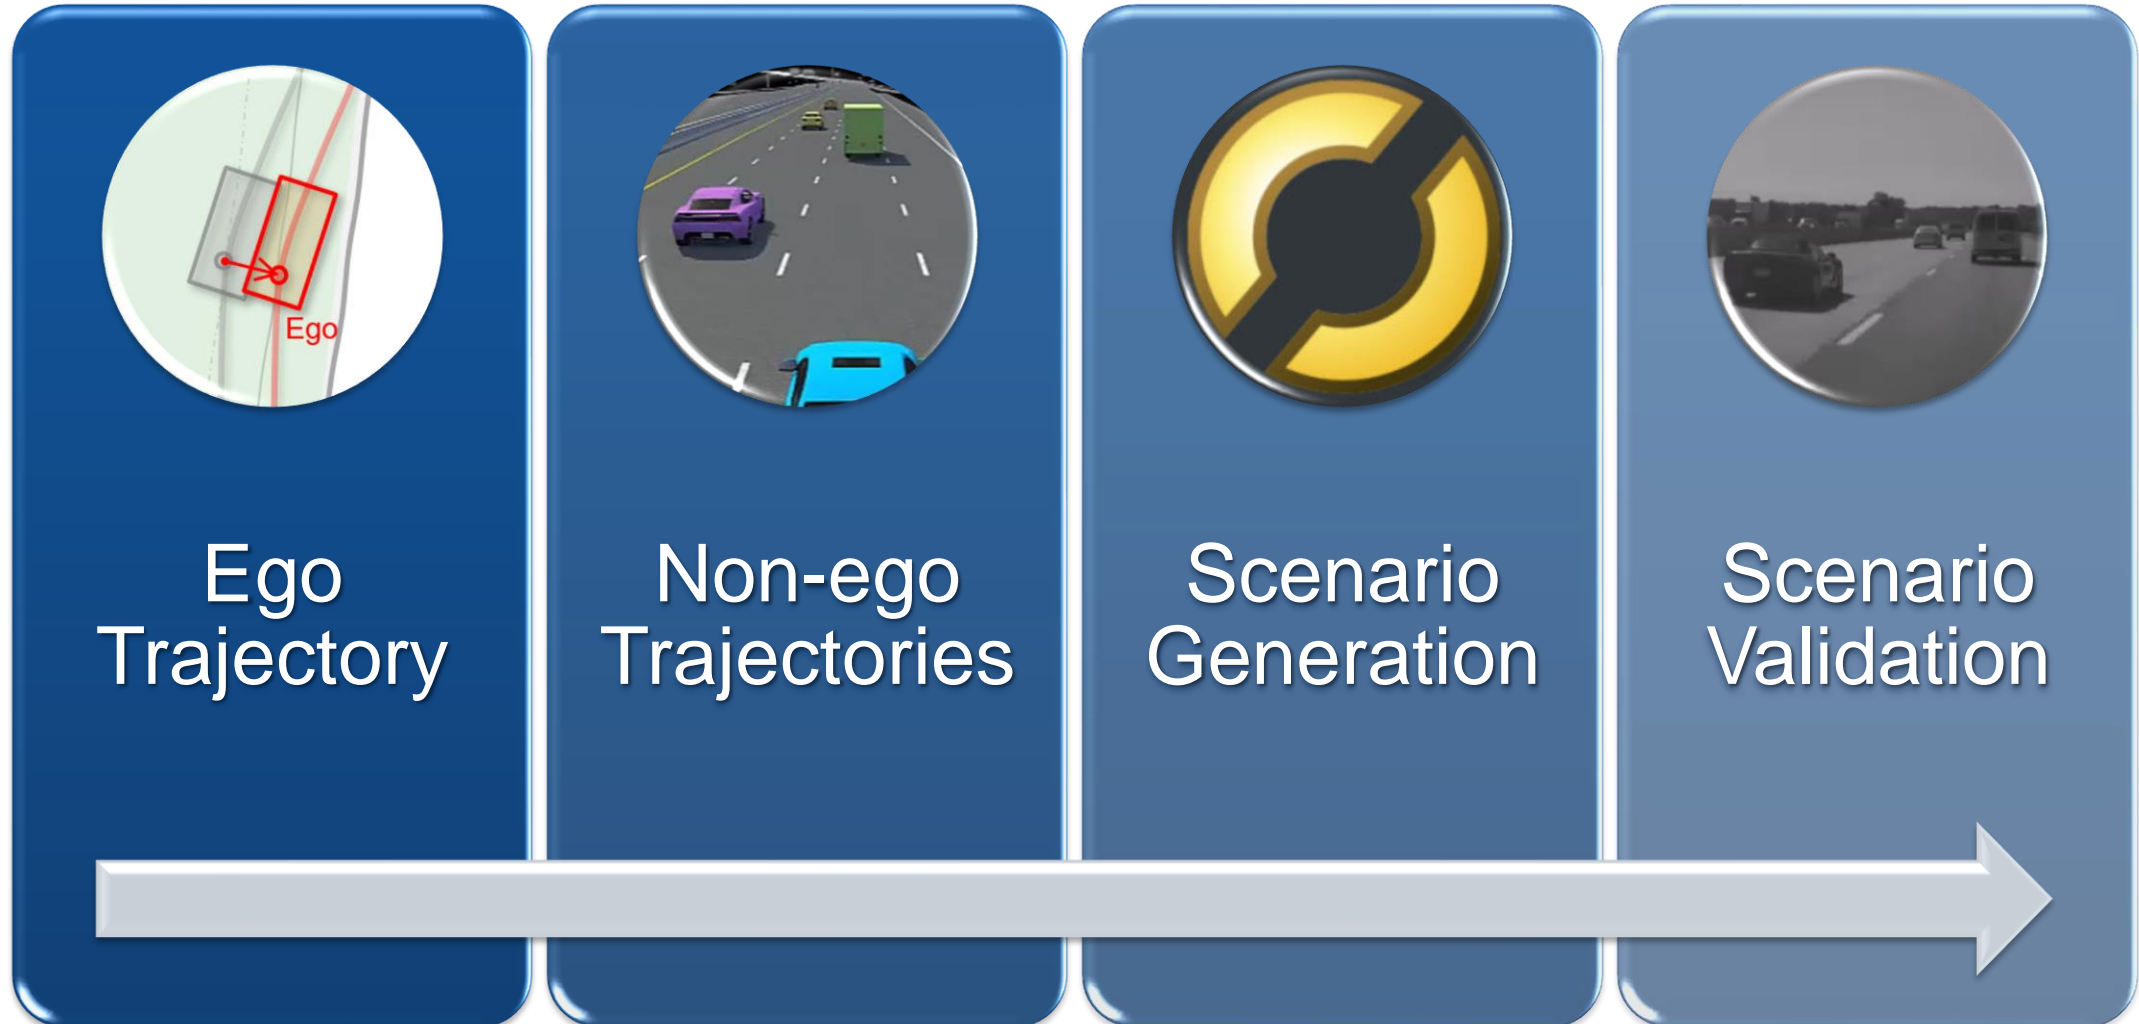 Ego
Ego
Trajectory
Non-ego
Trajectories
Scenario
Generation
Scenario
Validation